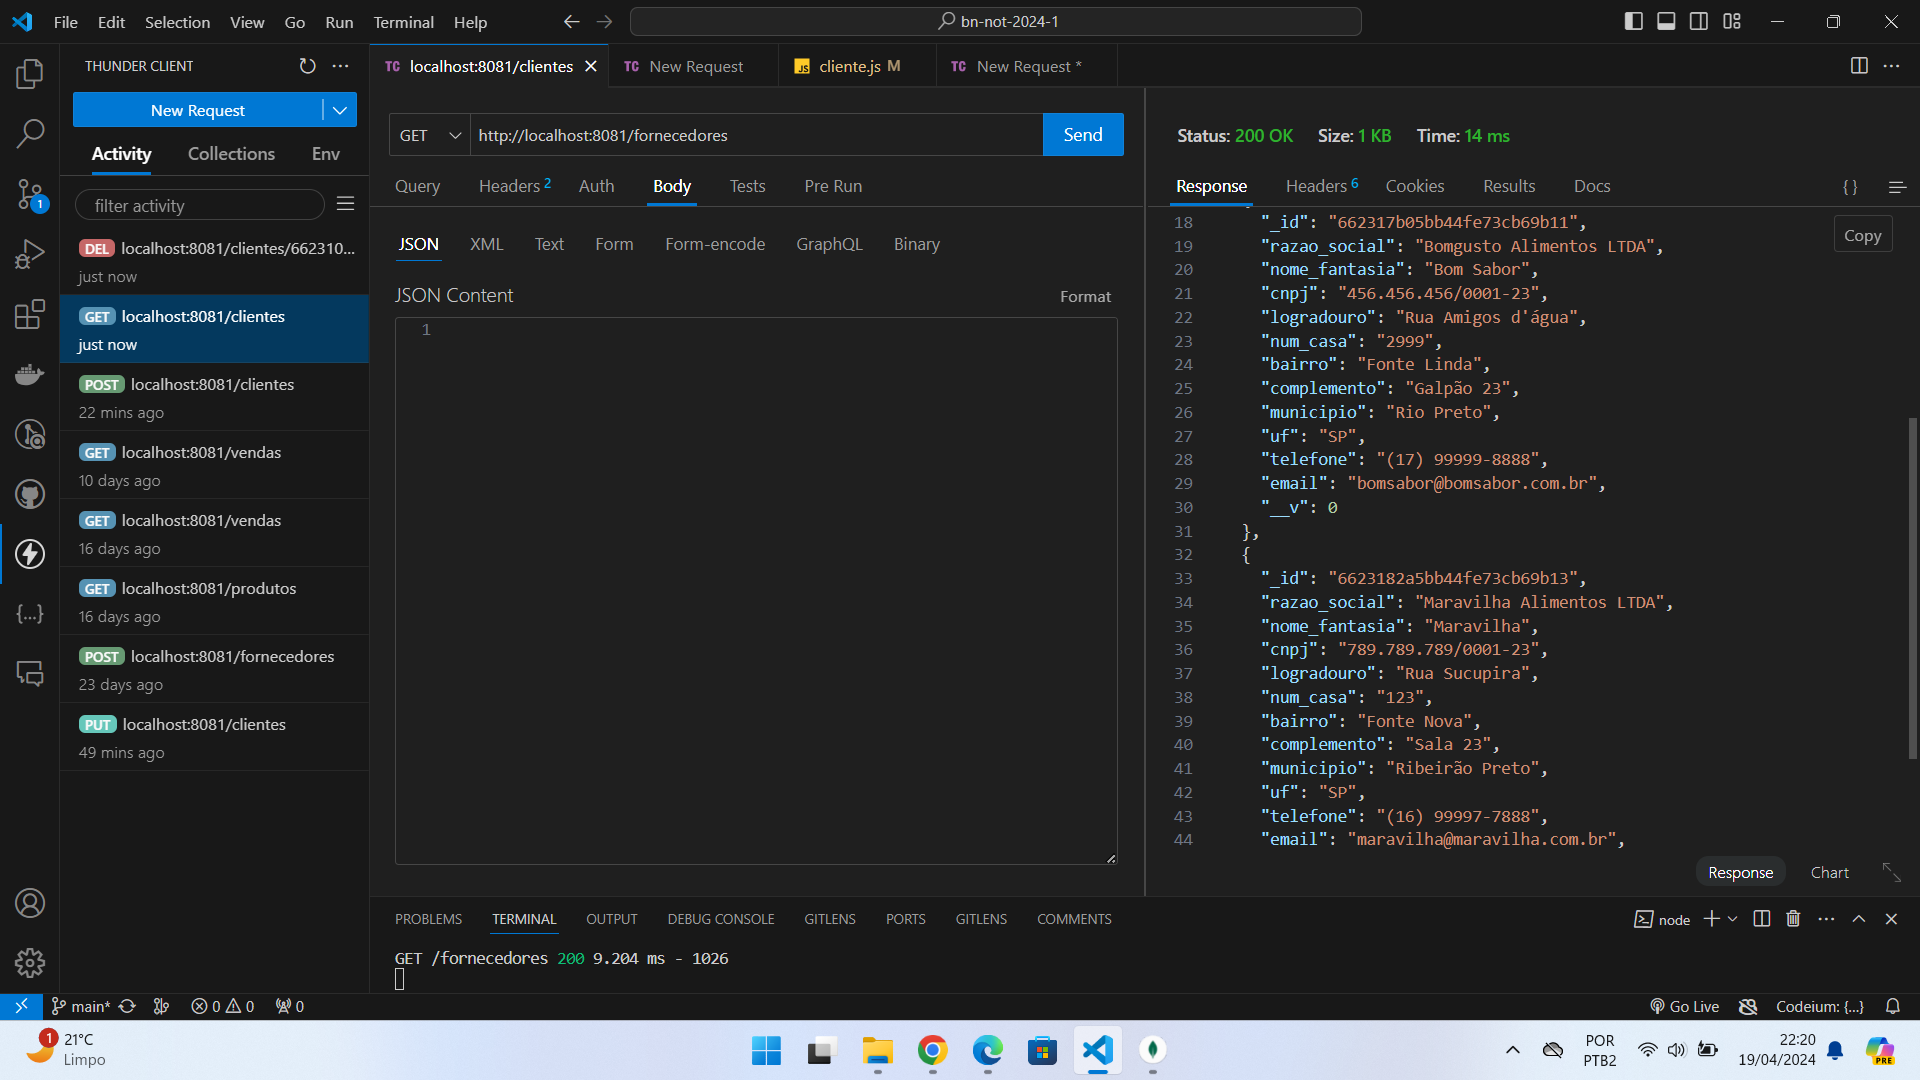 File Edit Selection View Go Run Terminal Help
bn-not-2024-1
THUNDER CLIENT
New Request
Activity Collections Env
filter activity
DEL localhost:8081/clientes/662310...
just now
GET localhost:8081/clientes
just now
POST localhost:8081/clientes
22 mins ago
GET localhost:8081/vendas
10 days ago
GET localhost:8081/vendas
16 days ago
GET localhost:8081/produtos
16 days ago
POST localhost:8081/fornecedores
23 days ago
PUT localhost:8081/clientes
49 mins ago
1
TC localhost:8081/clientes
TC New Request
JS cliente.js M
TC New Request *
GET http://localhost:8081/fornecedores Send
Query Headers 2 Auth Body Tests Pre Run
JSON XML Text Form Form-encode GraphQL Binary
JSON Content Format
1
Status: 200 OK Size: 1 KB Time: 14 ms
Response Headers 6 Cookies Results Docs { }
Copy
18 "_id": "662317b05bb44fe73cb69b11",
19 "razao_social": "Bomgusto Alimentos LTDA",
20 "nome_fantasia": "Bom Sabor",
21 "cnpj": "456.456.456/0001-23",
22 "logradouro": "Rua Amigos d'água",
23 "num_casa": "2999",
24 "bairro": "Fonte Linda",
25 "complemento": "Galpão 23",
26 "municipio": "Rio Preto",
27 "uf": "SP",
28 "telefone": "(17) 99999-8888",
29 "email": "bomsabor@bomsabor.com.br",
30 "__v": 0
31 },
32 {
33 "_id": "6623182a5bb44fe73cb69b13",
34 "razao_social": "Maravilha Alimentos LTDA",
35 "nome_fantasia": "Maravilha",
36 "cnpj": "789.789.789/0001-23",
37 "logradouro": "Rua Sucupira",
38 "num_casa": "123",
39 "bairro": "Fonte Nova",
40 "complemento": "Sala 23",
41 "municipio": "Ribeirão Preto",
42 "uf": "SP",
43 "telefone": "(16) 99997-7888",
44 "email": "maravilha@maravilha.com.br",
Response Chart
PROBLEMS TERMINAL OUTPUT DEBUG CONSOLE GITLENS PORTS GITLENS COMMENTS
node
GET /fornecedores 200 9.204 ms - 1026
main* 0 0 0
Go Live Codeium: {...}
1
21°C
Limpo
POR
PTB2
22:20
19/04/2024
PRE